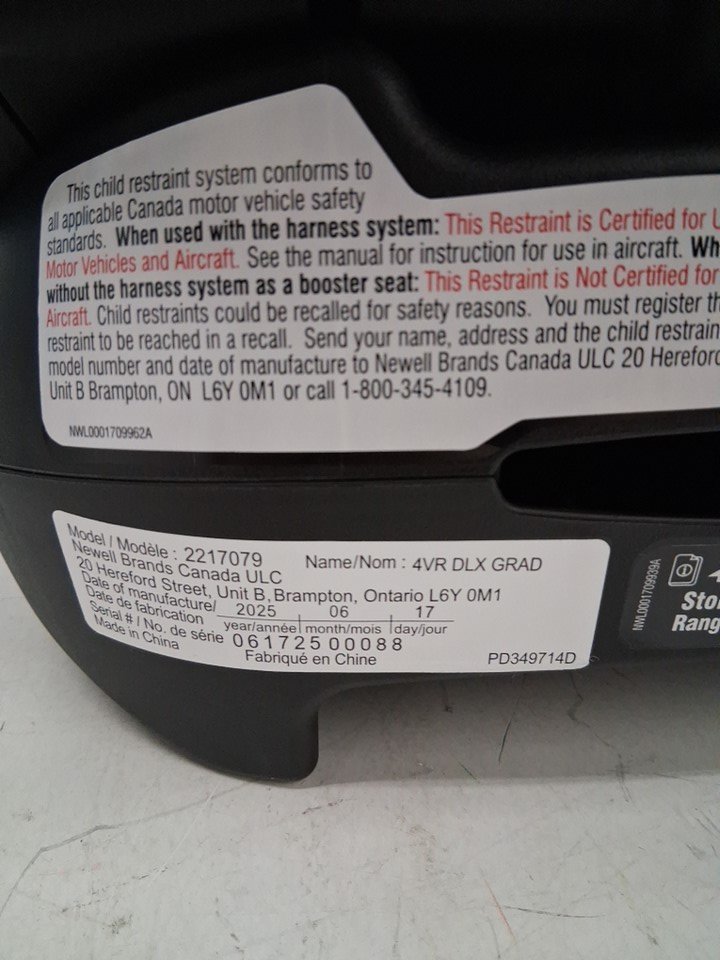 This child restraint system conforms to
all applicable Canada motor vehicle safety
standards. When used with the harness system: This Restraint is Certified for
Motor Vehicles and Aircraft. See the manual for instruction for use in aircraft.
without the harness system as a booster seat: This Restraint is Not Certified for
Aircraft. Child restraints could be recalled for safety reasons. You must register
restraint to be reached in a recall. Send your name, address and the child
model number and date of manufacture to Newell Brands Canada ULC 20 Hereford
Unit B Brampton, ON L6Y 0M1 or call 1-800-345-4109.
NWL0001709962A
Model / Modèle : 2217079 Name/Nom : 4VR DLX GRAD
Newell Brands Canada ULC
20 Hereford Street, Unit B, Brampton, Ontario L6Y 0M1
Date of manufacture/ 2025 06 17
Date de fabrication year/année month/mois day/jour
Serial # / No. de série 06172500088
Made in China Fabriqué en Chine PD349714D
NWL0001709939A